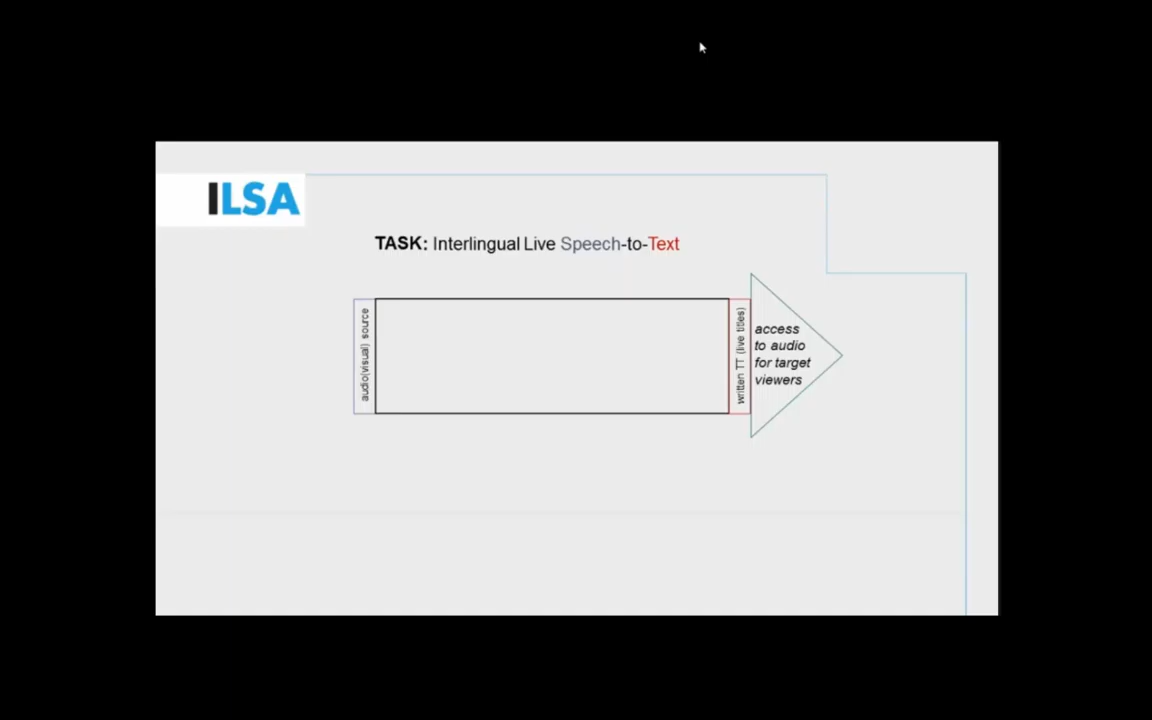 ILSA
TASK: Interlingual Live Speech-to-Text
audio(visual) source
written TT (live titles)
access
to audio
for target
viewers